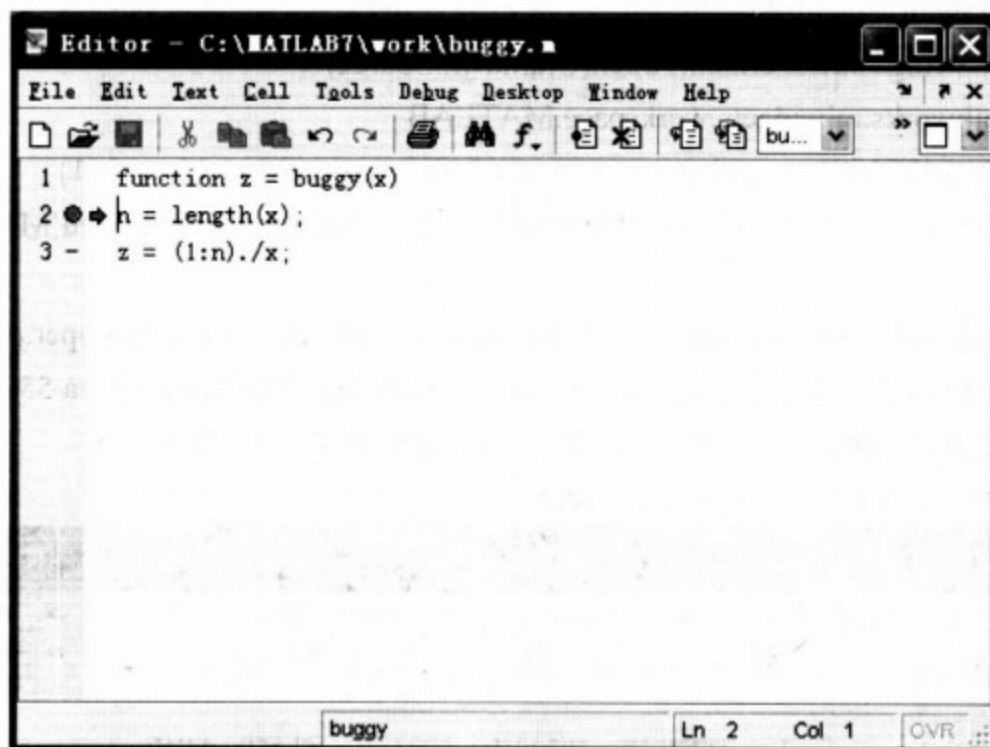 Editor - C:\MATLAB7\work\buggy.m
File Edit Text Cell Tools Debug Desktop Window Help
bu...
1 function z = buggy(x)
2 n = length(x);
3 - z = (1:n)./x;
buggy Ln 2 Col 1 OVR